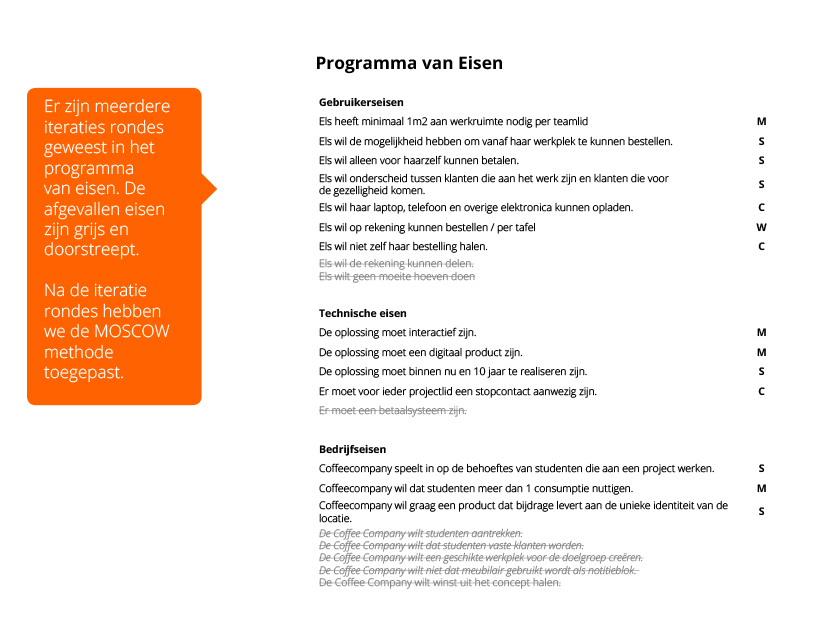 Programma van Eisen
Er zijn meerdere
iteraties rondes
geweest in het
programma
van eisen. De
afgevallen eisen
zijn grijs en
doorstreept.
Na de iteratie
rondes hebben
we de MOSCOW
methode
toegepast.
Gebruikerseisen
Els heeft minimaal 1m2 aan werkruimte nodig per teamlid M
Els wil de mogelijkheid hebben om vanaf haar werkplek te kunnen bestellen. S
Els wil alleen voor haarzelf kunnen betalen. S
Els wil onderscheid tussen klanten die aan het werk zijn en klanten die voor
de gezelligheid komen. S
Els wil haar laptop, telefoon en overige elektronica kunnen opladen. C
Els wil op rekening kunnen bestellen / per tafel W
Els wil niet zelf haar bestelling halen. C
Els wil de rekening kunnen delen.
Els wilt geen moeite hoeven doen
Technische eisen
De oplossing moet interactief zijn. M
De oplossing moet een digitaal product zijn. M
De oplossing moet binnen nu en 10 jaar te realiseren zijn. S
Er moet voor ieder projectlid een stopcontact aanwezig zijn. C
Er moet een betaalsysteem zijn.
Bedrijfseisen
Coffeecompany speelt in op de behoeftes van studenten die aan een project werken. S
Coffeecompany wil dat studenten meer dan 1 consumptie nuttigen. M
Coffeecompany wil graag een product dat bijdrage levert aan de unieke identiteit van de
locatie. S
De Coffee Company wilt studenten aantrekken.
De Coffee Company wilt dat studenten vaste klanten worden.
De Coffee Company wilt een geschikte werkplek voor de doelgroep creëren.
De Coffee Company wilt niet dat meubilair gebruikt wordt als notitieblok.
De Coffee Company wilt winst uit het concept halen.